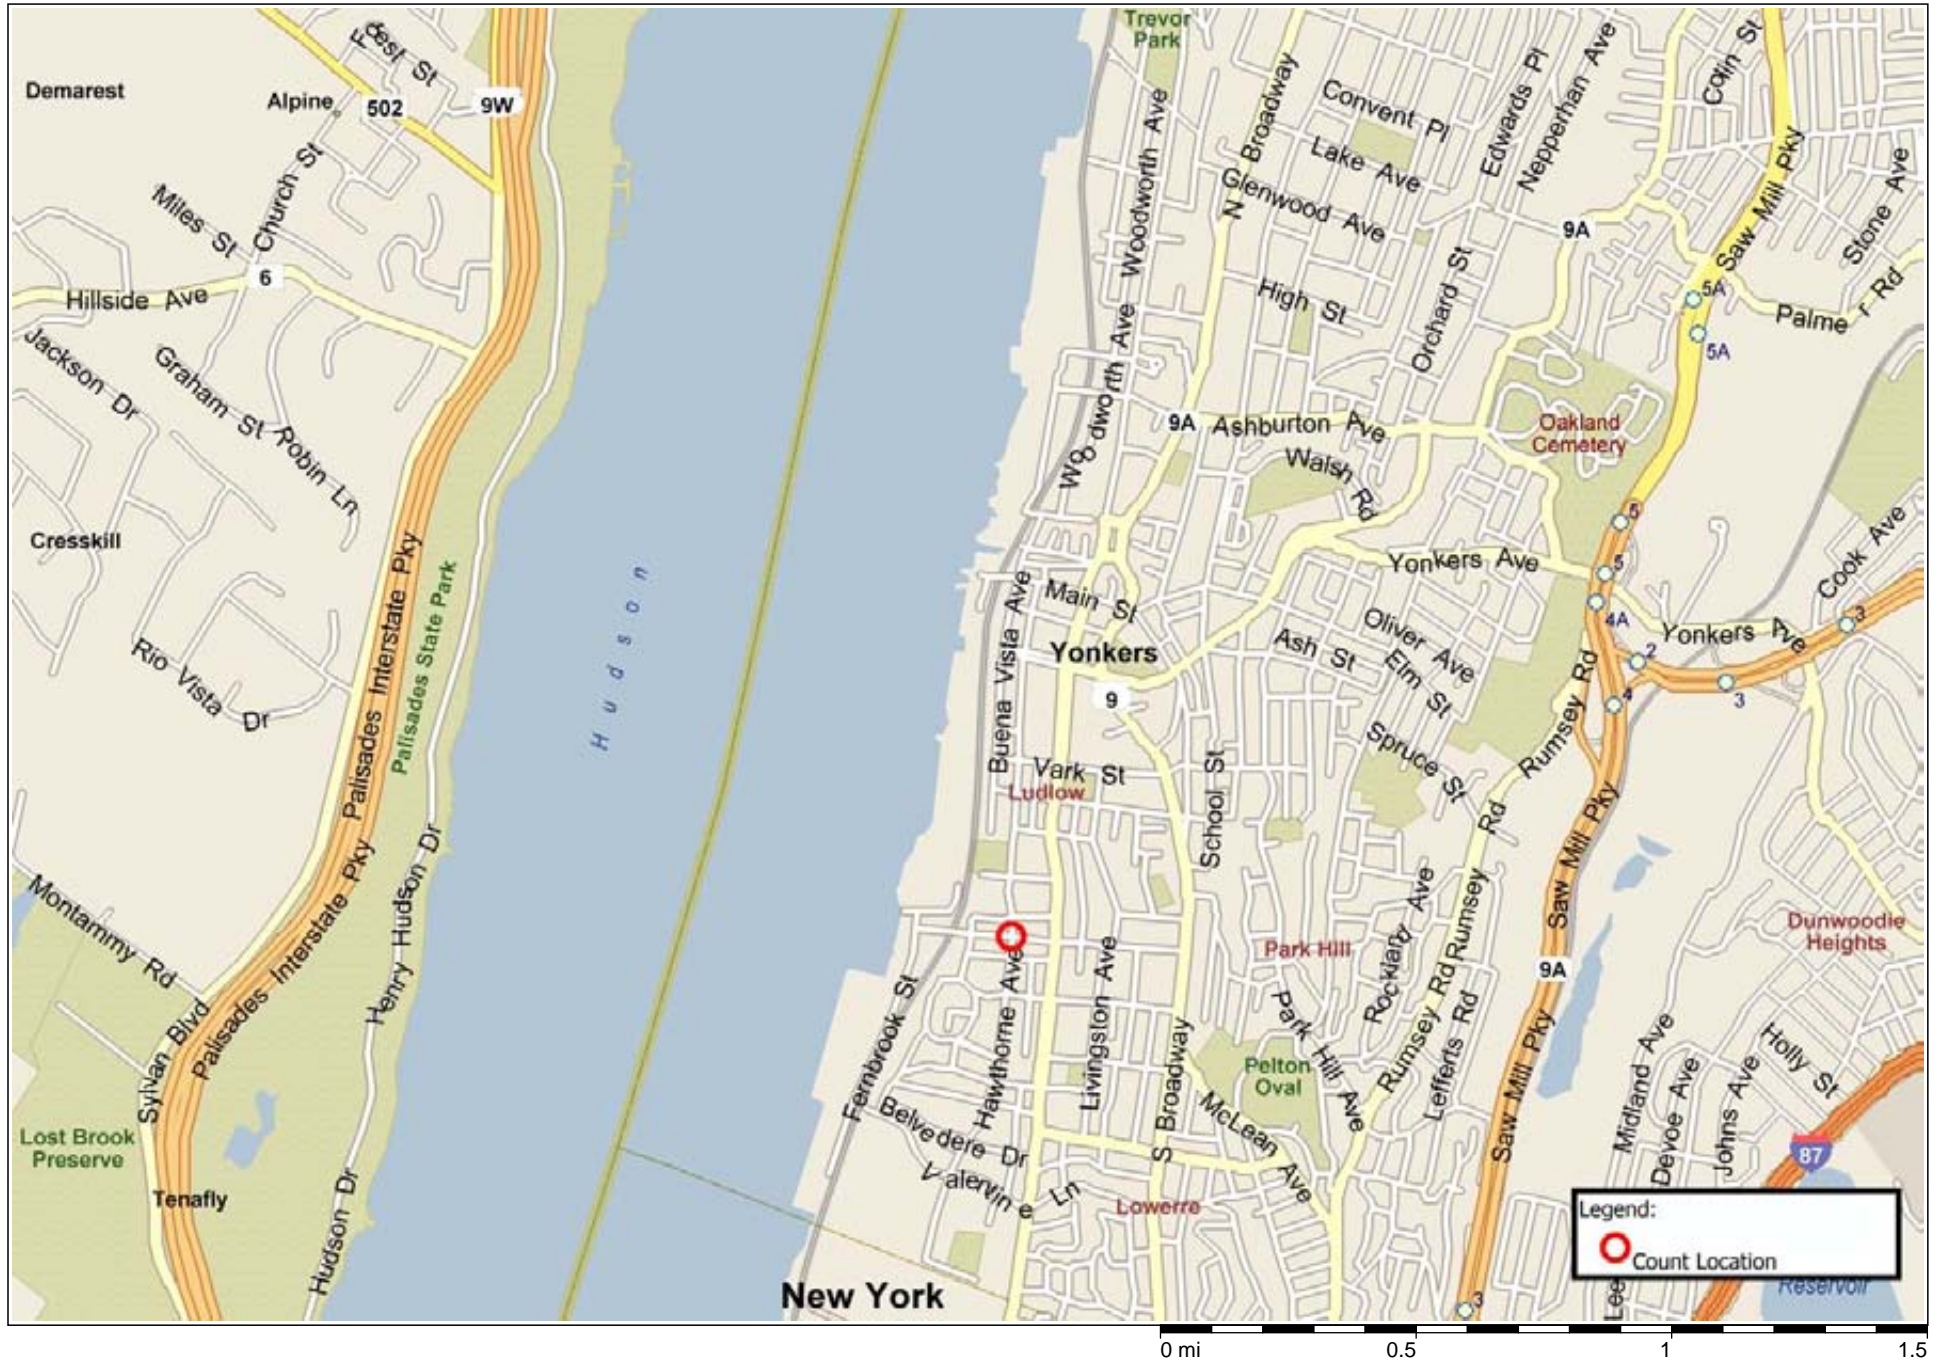 Trevor
Park
Demarest
Alpine
Forest St
502
9W
Church St
Miles St
6
Hillside Ave
Jackson Dr
Graham St
Robin Ln
Cresskill
Rio Vista Dr
Palisades Interstate Pky
Palisades State Park
Hudson
Montammy Rd
Palisades Interstate Pky
Sylvan Blvd
Henry Hudson Dr
Lost Brook
Preserve
Tenafly
Hudson Dr
Woodworth Ave
Woodworth Ave
N Broadway
Convent Pl
Lake Ave
Glenwood Ave
High St
Edwards Pl
Nepperhan Ave
Colin St
Saw Mill Pky
Stone Ave
9A
Orchard St
5A
5A
Palmer Rd
9A
Ashburton Ave
Walsh Rd
Oakland
Cemetery
5
5
4A
Yonkers Ave
Cook Ave
3
Yonkers Ave
2
3
4
Main St
Buena Vista Ave
Yonkers
9
Ash St
Oliver Ave
Elm St
Spruce St
Rumsey Rd
Vark St
Ludlow
School St
Saw Mill Pky
Rumsey Rd
Rockland Ave
Park Hill
Dunwoodie
Heights
9A
Fernbrook St
Hawthorne Ave
Livingston Ave
S Broadway
Park Hill Ave
Rumsey Rd
Lefferts Rd
Saw Mill Pky
Pelton
Oval
McLean Ave
Midland Ave
Devoe Ave
Johns Ave
Holly St
87
Belvedere Dr
Valentine Ln
Lowerre
New York
3
Lee
Reservoir
Legend:
Count Location
0 mi 0.5 1 1.5